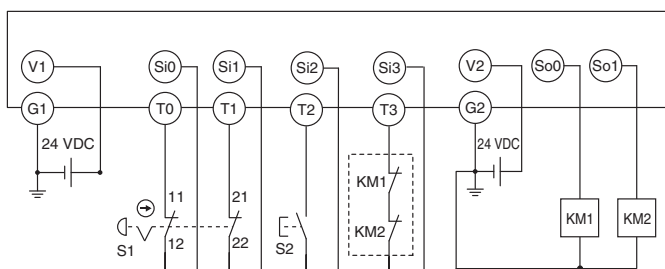 V1 Si0 Si1 Si2 Si3 V2 So0 So1
G1 T0 T1 T2 T3 G2
24 VDC 24 VDC
11 21 KM1
12 22 KM2 KM1 KM2
S1 S2